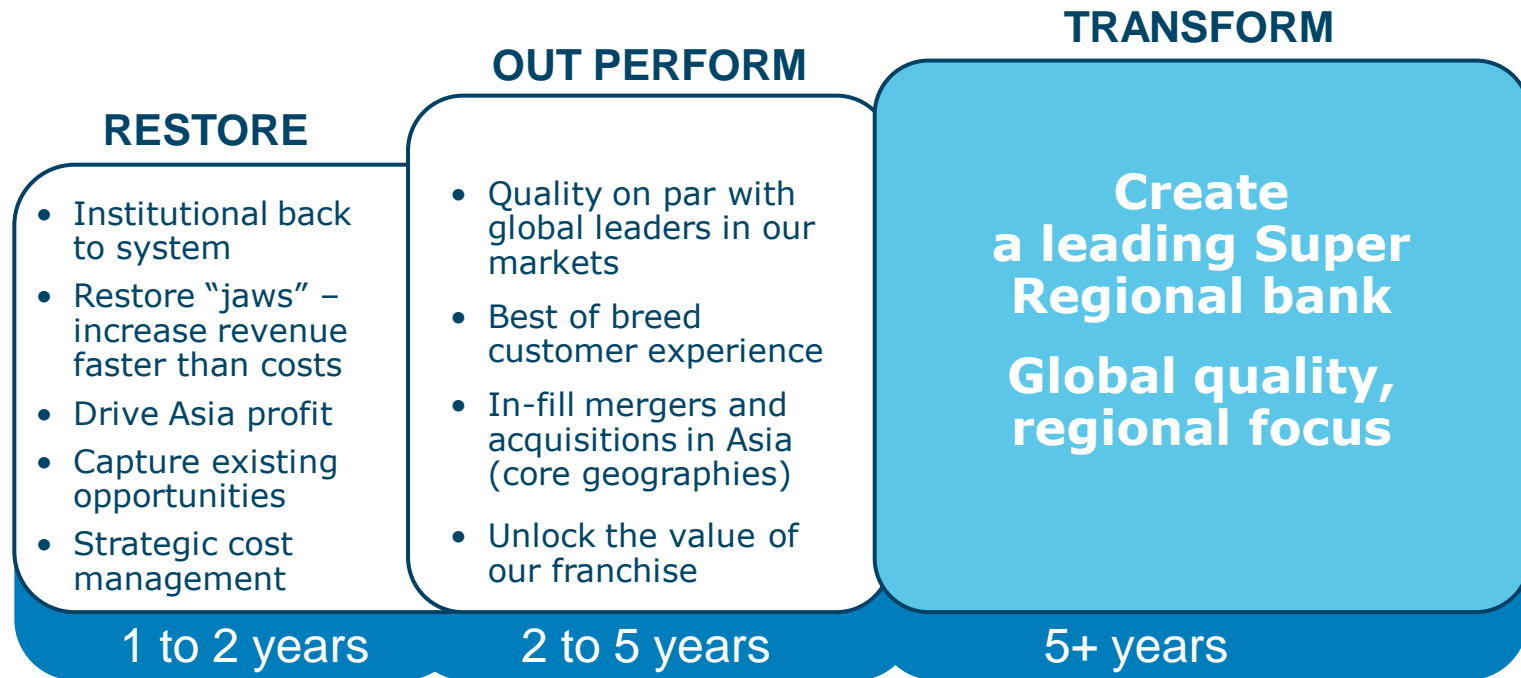 RESTORE
• Institutional back
to system
• Restore “jaws” –
increase revenue
faster than costs
• Drive Asia profit
• Capture existing
opportunities
• Strategic cost
management
1 to 2 years
OUT PERFORM
• Quality on par with
global leaders in our
markets
• Best of breed
customer experience
• In-fill mergers and
acquisitions in Asia
(core geographies)
• Unlock the value of
our franchise
2 to 5 years
TRANSFORM
Create
a leading Super
Regional bank
Global quality,
regional focus
5+ years